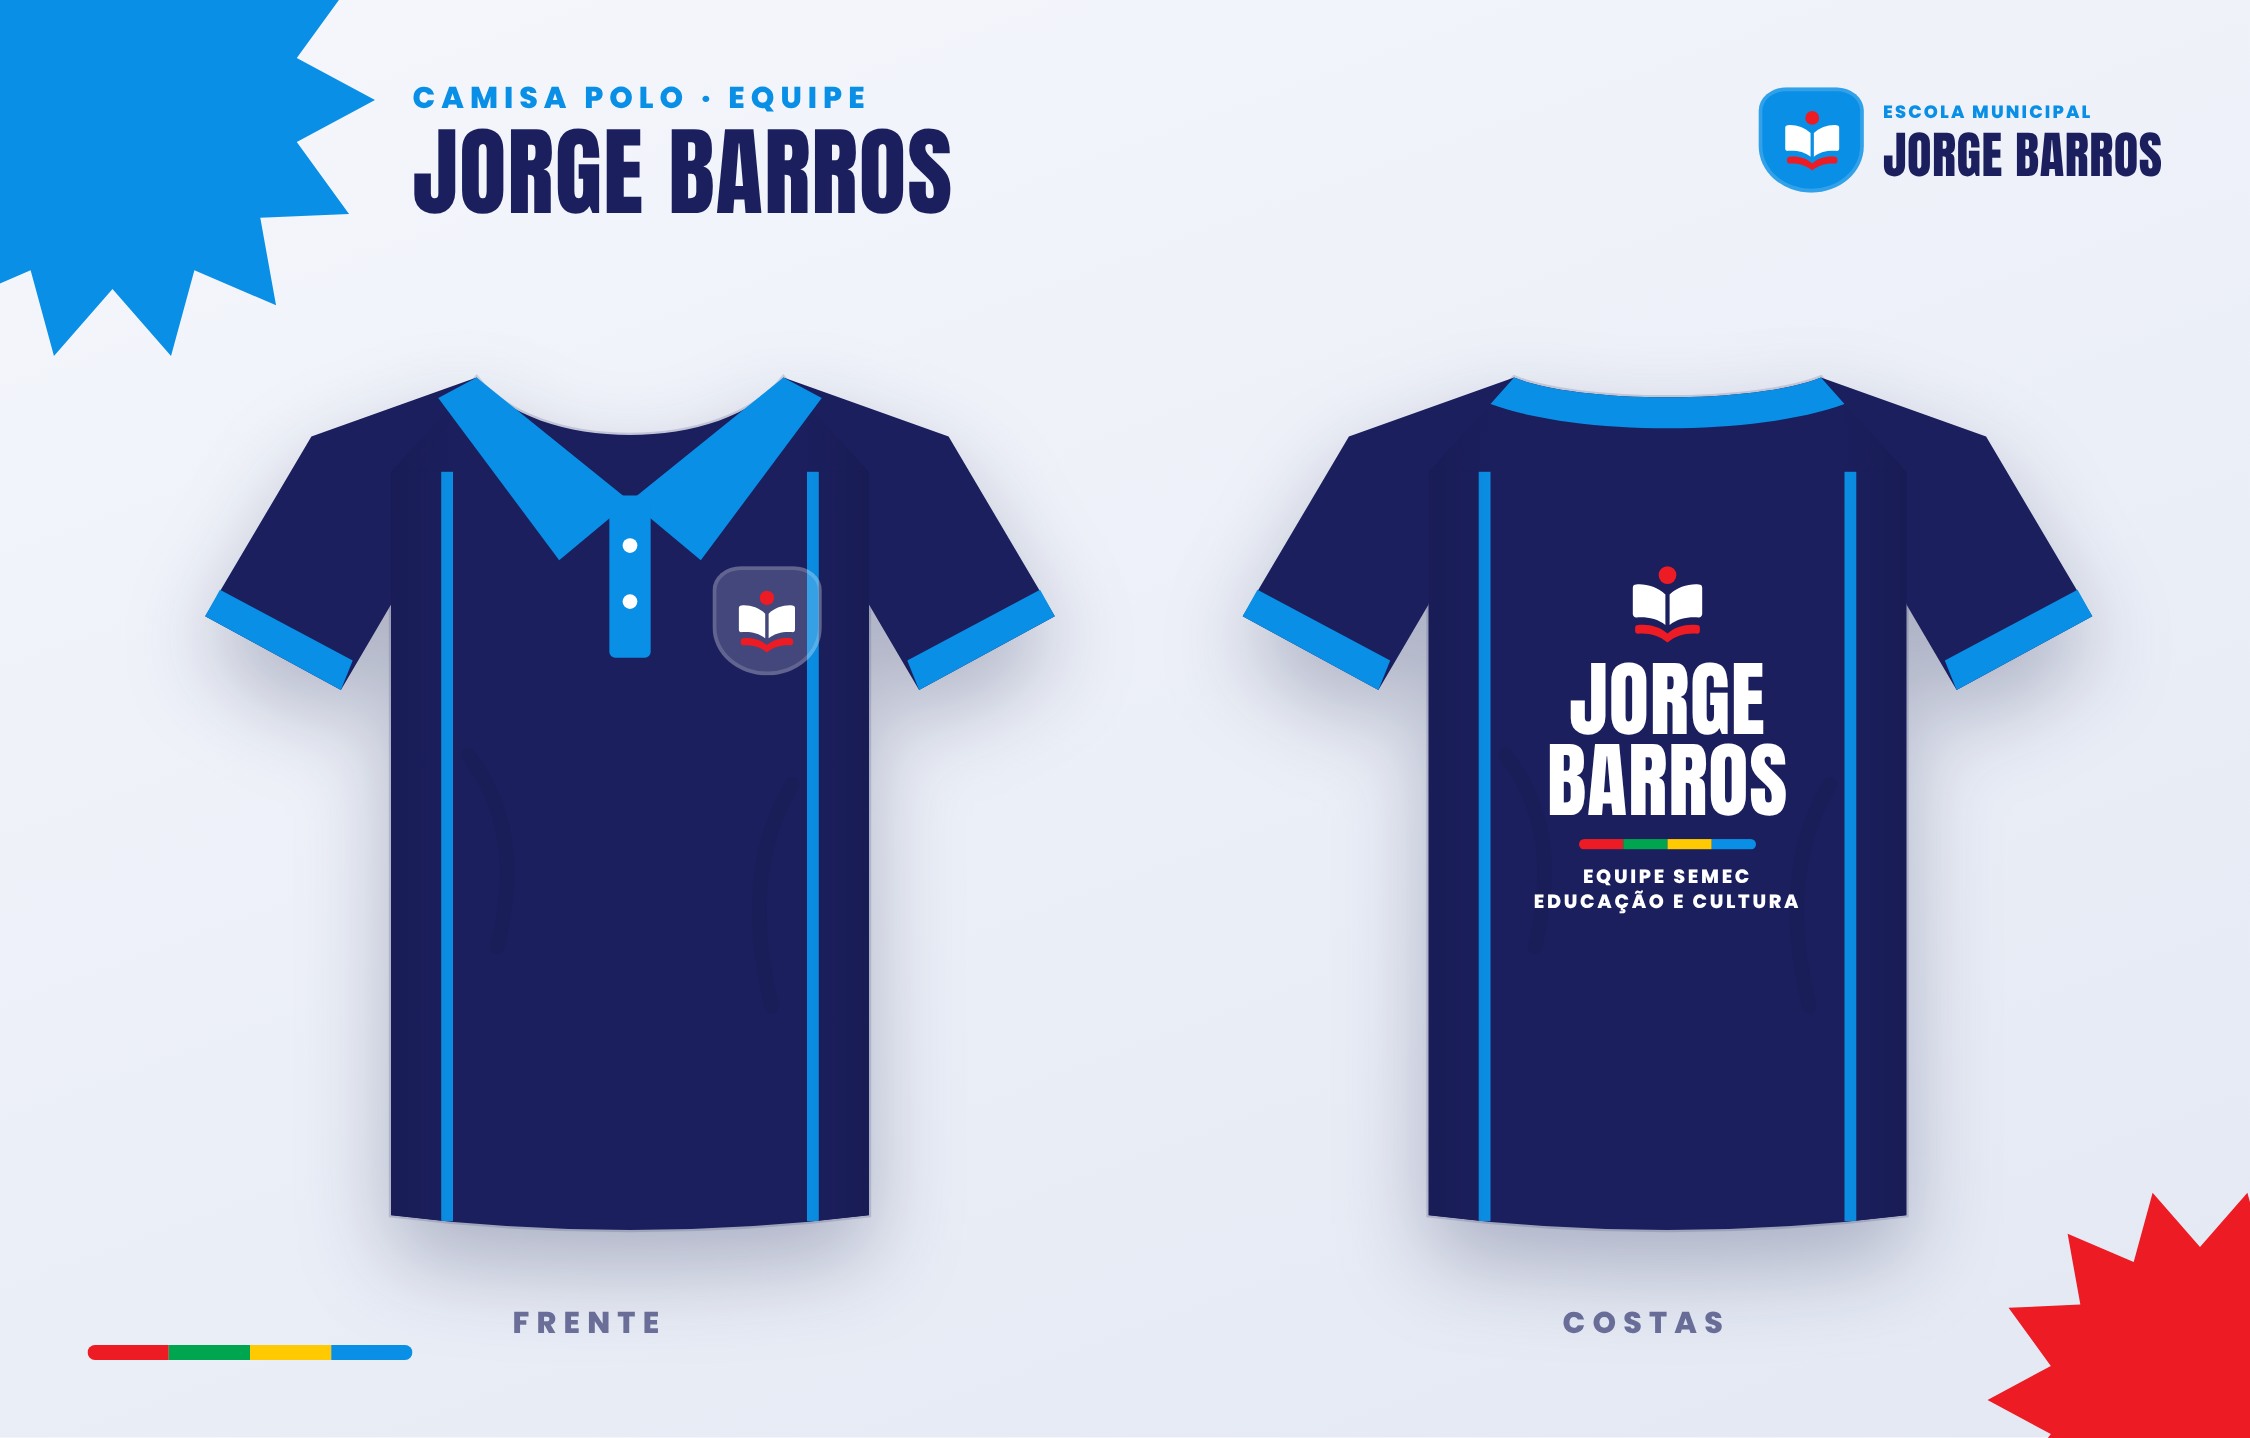 CAMISA POLO · EQUIPE
JORGE BARROS
ESCOLA MUNICIPAL
JORGE BARROS
JORGE
BARROS
EQUIPE SEMEC
EDUCAÇÃO E CULTURA
FRENTE
COSTAS